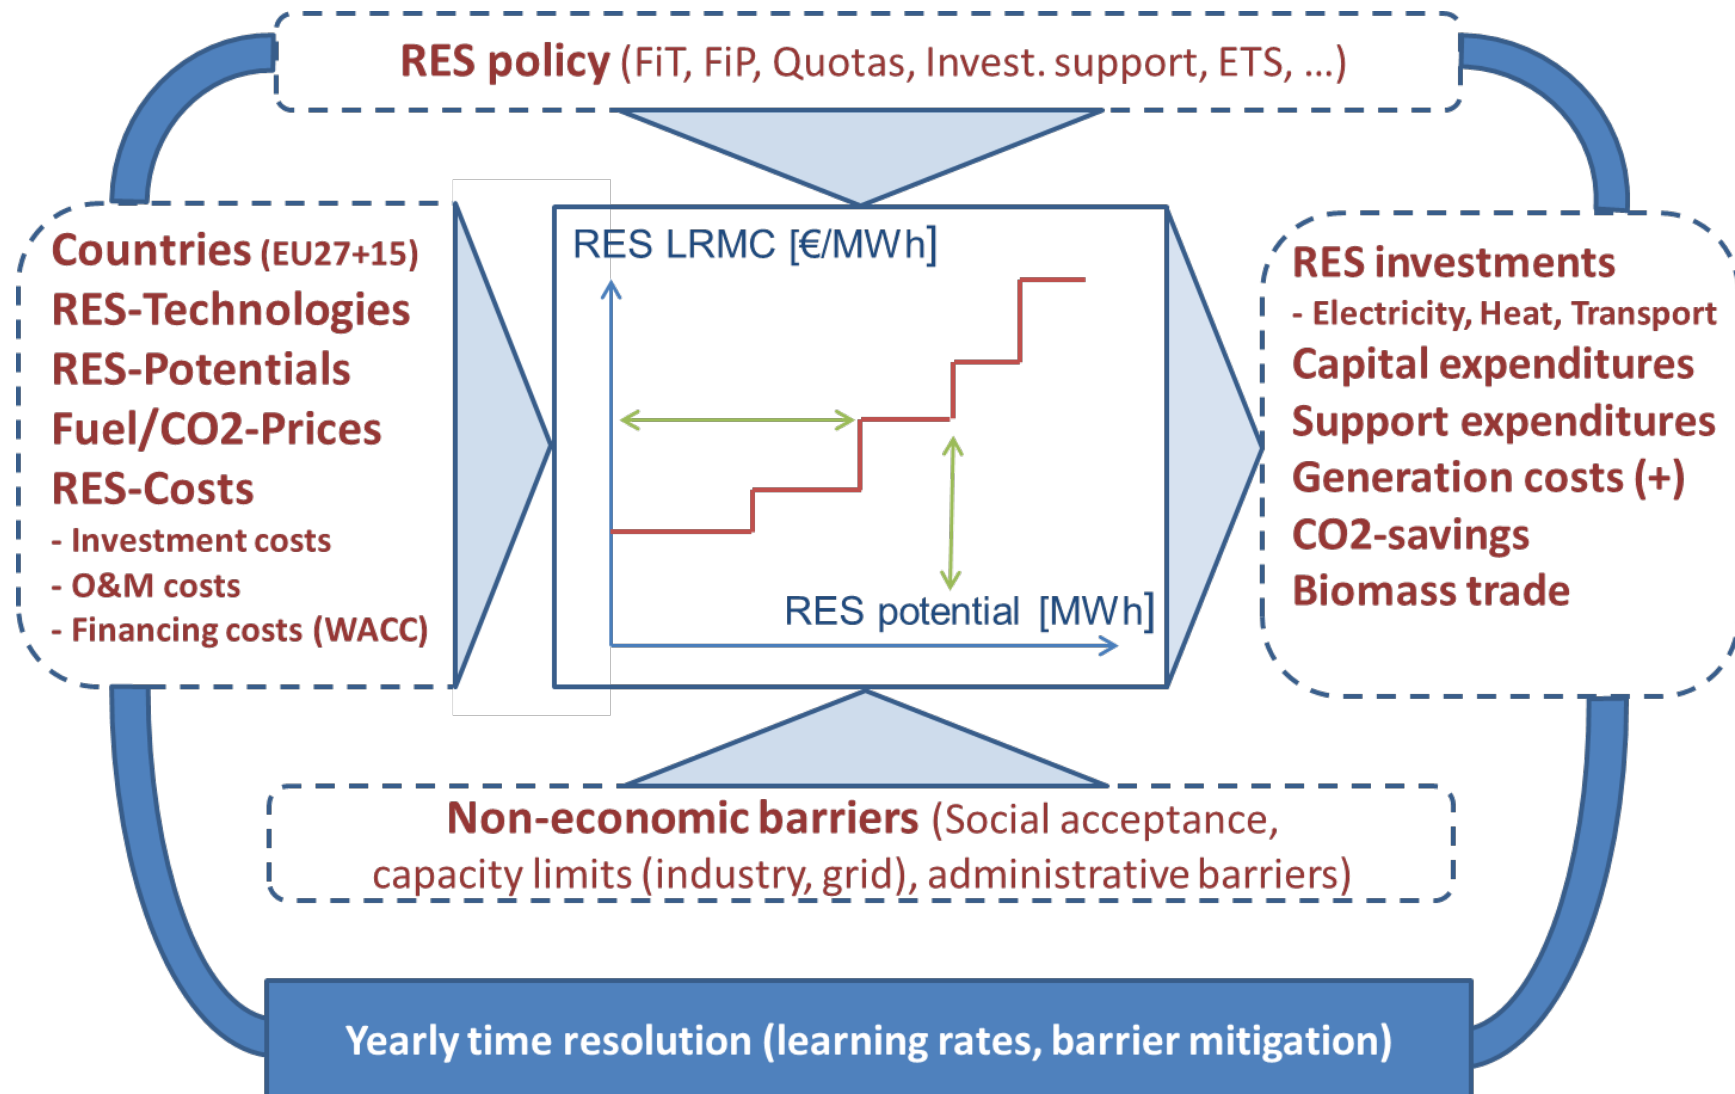 RES policy (FiT, FiP, Quotas, Invest. support, ETS, ...)
Countries (EU27+15)
RES-Technologies
RES-Potentials
Fuel/CO2-Prices
RES-Costs
- Investment costs
- O&M costs
- Financing costs (WACC)
RES LRMC [€/MWh]
RES potential [MWh]
RES investments
- Electricity, Heat, Transport
Capital expenditures
Support expenditures
Generation costs (+)
CO2-savings
Biomass trade
Non-economic barriers (Social acceptance,
capacity limits (industry, grid), administrative barriers)
Yearly time resolution (learning rates, barrier mitigation)